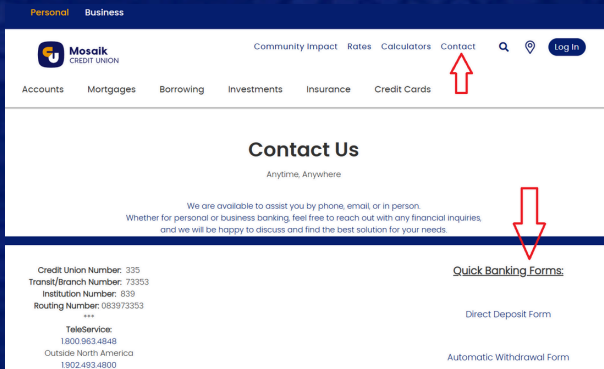 Personal Business
Mosaik
CREDIT UNION
Community Impact Rates Calculators Contact Log In
Accounts Mortgages Borrowing Investments Insurance Credit Cards
Contact Us
Anytime, Anywhere
We are available to assist you by phone, email, or in person.
Whether for personal or business banking, feel free to reach out with any financial inquiries,
and we will be happy to discuss and find the best solution for your needs.
Credit Union Number: 335
Transit/Branch Number: 73353
Institution Number: 839
Routing Number: 083973353
***
TeleService:
1.800.963.4848
Outside North America
1.902.493.4800
Quick Banking Forms:
Direct Deposit Form
Automatic Withdrawal Form